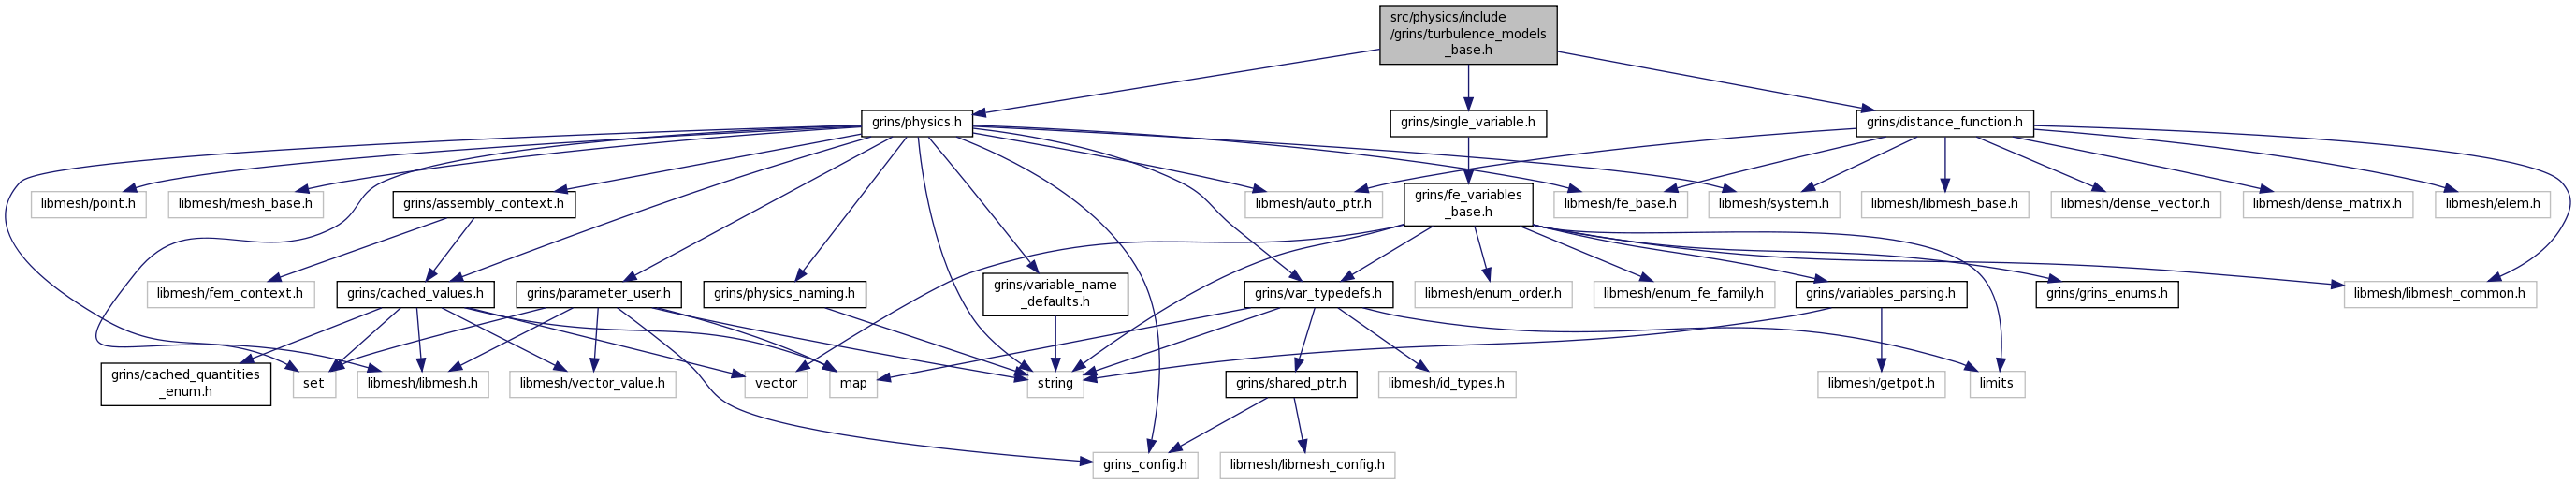 src/physics/include
/grins/turbulence_models
_base.h
grins/physics.h
grins/single_variable.h
grins/distance_function.h
libmesh/point.h
libmesh/mesh_base.h
grins/assembly_context.h
libmesh/auto_ptr.h
grins/fe_variables
_base.h
libmesh/fe_base.h
libmesh/system.h
libmesh/libmesh_base.h
libmesh/dense_vector.h
libmesh/dense_matrix.h
libmesh/elem.h
libmesh/fem_context.h
grins/cached_values.h
grins/parameter_user.h
grins/physics_naming.h
grins/variable_name
_defaults.h
grins/var_typedefs.h
libmesh/enum_order.h
libmesh/enum_fe_family.h
grins/variables_parsing.h
grins/grins_enums.h
libmesh/libmesh_common.h
grins/cached_quantities
_enum.h
set
libmesh/libmesh.h
libmesh/vector_value.h
vector
map
string
grins/shared_ptr.h
libmesh/id_types.h
libmesh/getpot.h
limits
grins_config.h
libmesh/libmesh_config.h